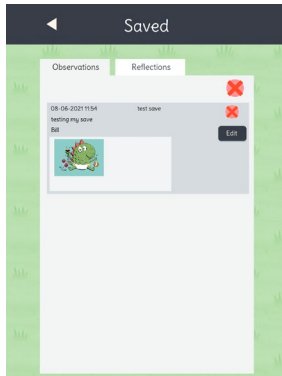 Saved
Observations Reflections
08-06-2021 11:54 test save
testing my save
Bill
Edit